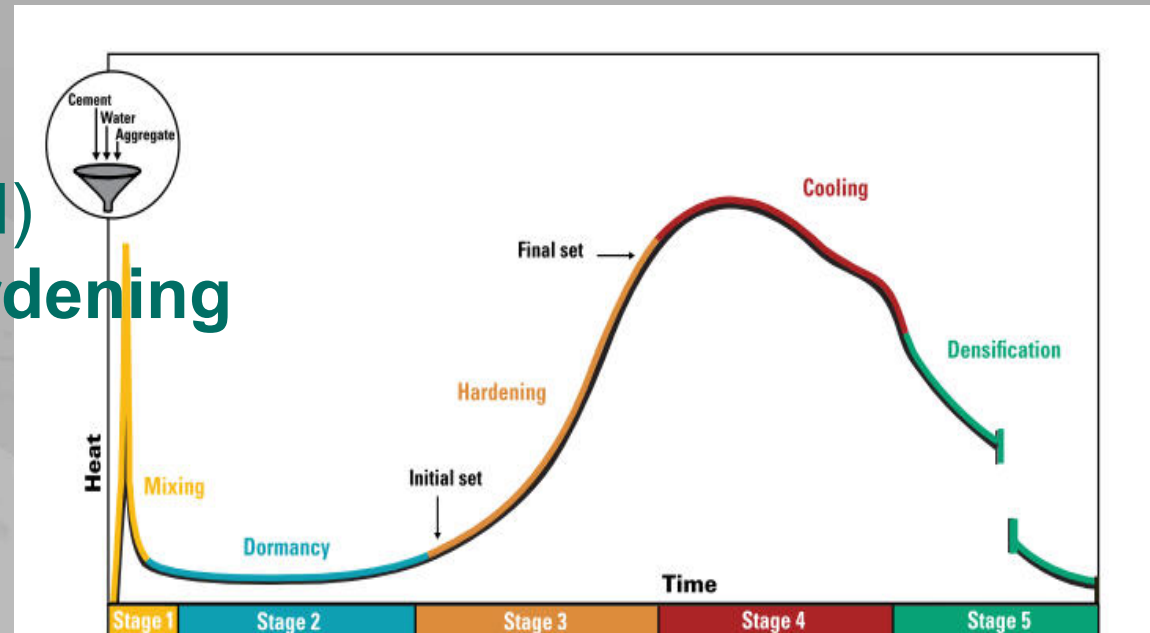 Cement
Water
Aggregate
)
Cooling
Final set
dening
Densification
Hardening
Heat
Initial set
Mixing
Dormancy
Time
Stage 1
Stage 2
Stage 3
Stage 4
Stage 5